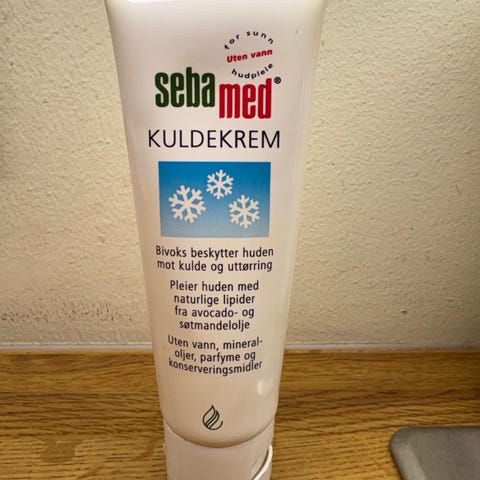 for sunn
Uten vann
hudpleie
sebamed®
KULDEKREM
Bivoks beskytter huden
mot kulde og uttørring
Pleier huden med
naturlige lipider
fra avocado- og
søtmandelolje
Uten vann, mineral-
oljer, parfyme og
konserveringsmidler